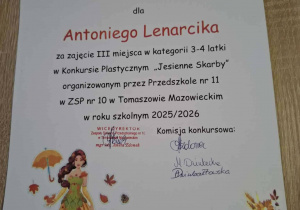 dla
Antoniego Lenarcika
za zajęcie III miejsca w kategorii 3-4 latki
w Konkursie Plastycznym „Jesienne Skarby"
organizowanym przez Przedszkole nr 11
w ZSP nr 10 w Tomaszowie Mazowieckim
w roku szkolnym 2025/2026
WICEDYREKTOR
Komisja konkursowa: